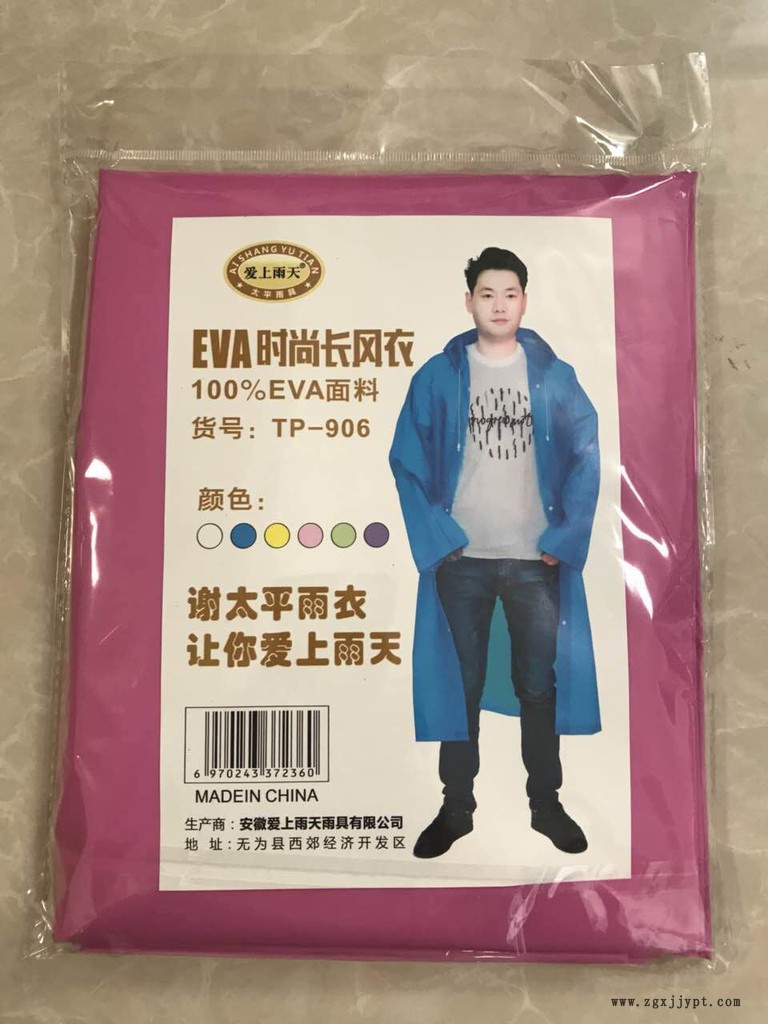 AI SHANG YU TIAN
爱上雨天®
★太平雨具★
EVA时尚长风衣
100%EVA面料
货号：TP-906
progrebouot
颜色：
谢太平雨衣
让你爱上雨天
6 970243 372360
MADEIN CHINA
生产商：安徽爱上雨天雨具有限公司
地 址：无为县西郊经济开发区
www.zgxjjypt.com